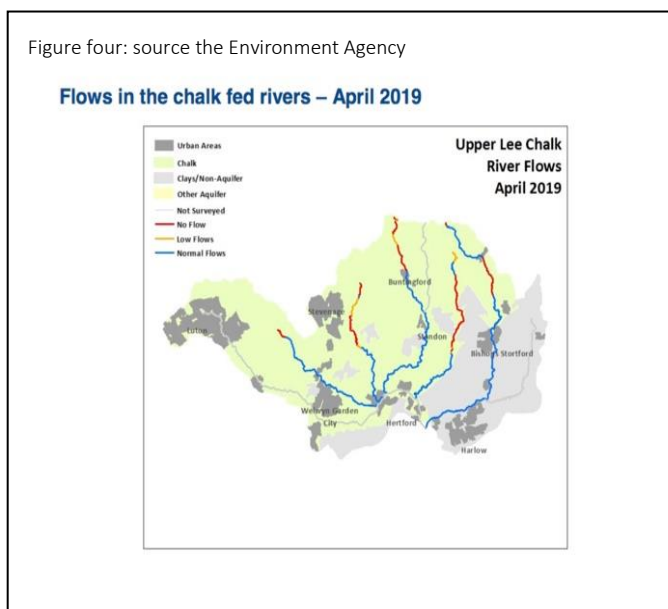 Figure four: source the Environment Agency
Flows in the chalk fed rivers – April 2019
Upper Lee Chalk
River Flows
April 2019
Urban Areas
Chalk
Clays/Non-Aquifer
Other Aquifer
Not Surveyed
No Flow
Low Flows
Normal Flows
Buntingford
Stevenage
Luton
Standon
Bishop's Stortford
Welwyn Garden
City
Hertford
Harlow